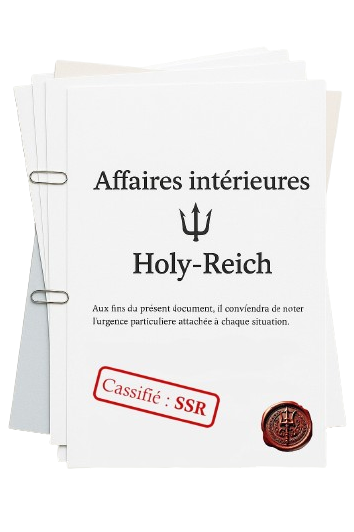 Affaires intérieures
Holy-Reich
Aux fins du présent document, il conviendra de noter
l'urgence particuliere attachée à chaque situation.
Cassifié : SSR